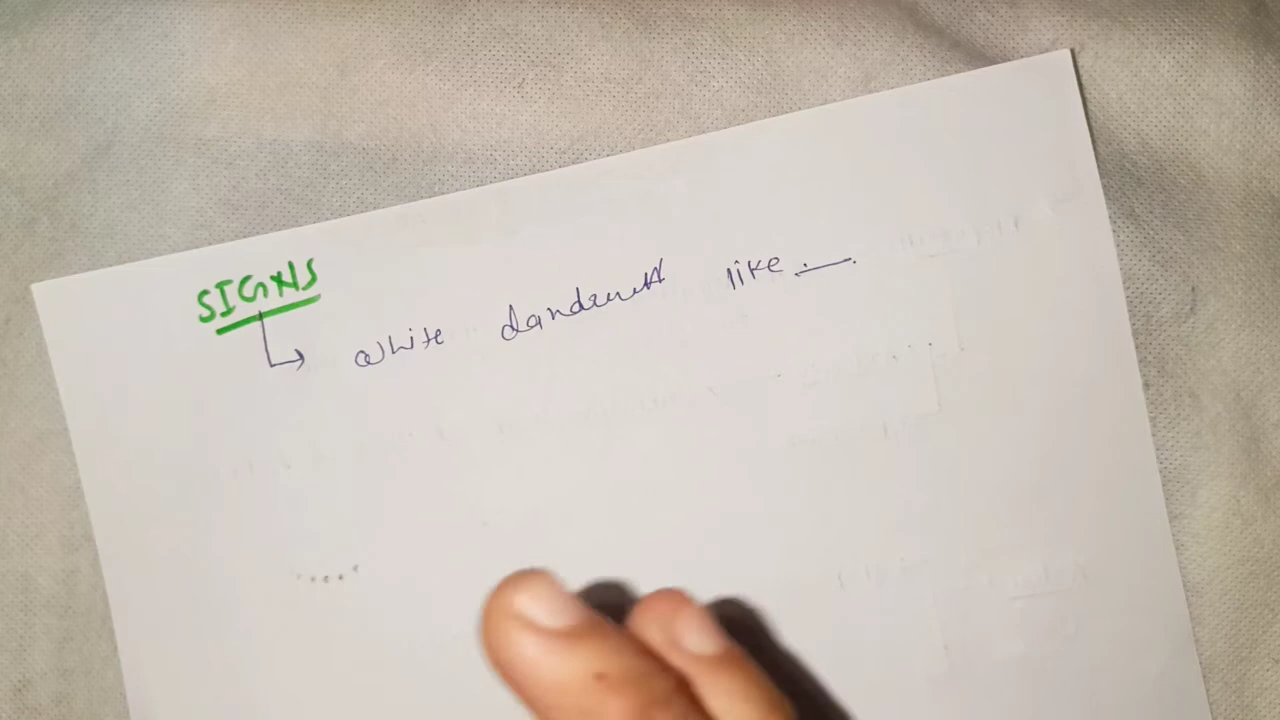 SIGNS
↳ white dandruff like —.